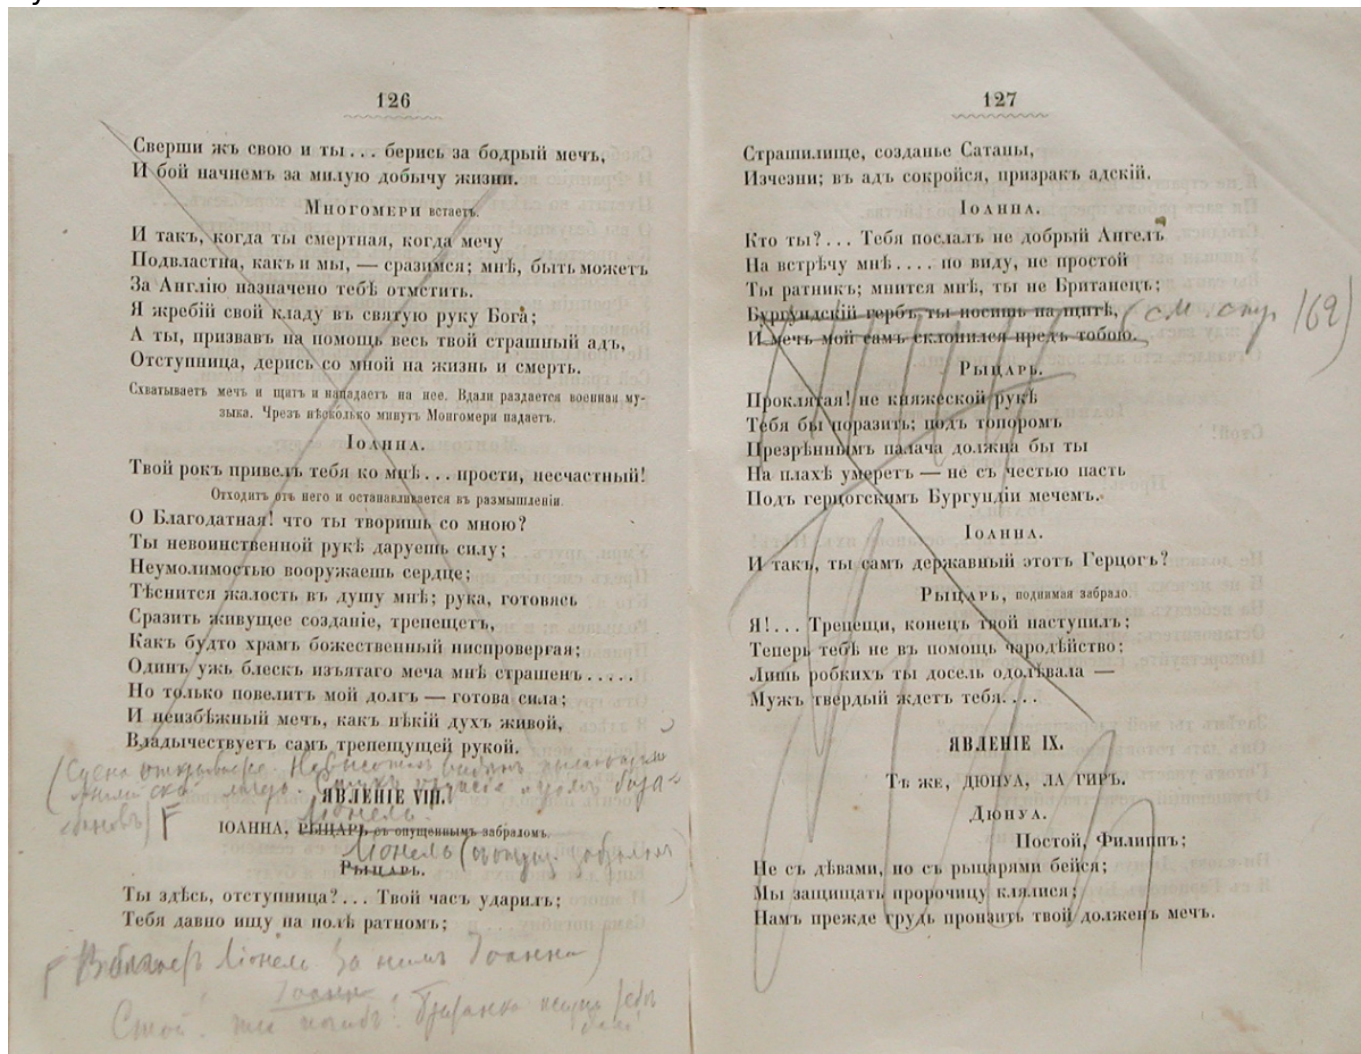 126
Сверши жъ свою и ты... берись за бодрый мечъ,
И бой начнемъ за милую добычу жизни.
Многомери встаетъ.
И такъ, когда ты смертная, когда мечу
Подвластна, какъ и мы, — сразимся; мнѣ, быть можетъ
За Англію назначено тебѣ отмстить.
Я жребій свой кладу въ святую руку Бога;
А ты, призвавъ на помощь весь твой страшный адъ,
Отступница, дерись со мной на жизнь и смерть.
Схватываетъ мечъ и щитъ и нападаетъ на нее. Вдали раздается военная му-
зыка. Чрезъ нѣсколько минутъ Монгомери падаетъ.
Іоанна.
Твой рокъ привелъ тебя ко мнѣ... прости, несчастный!
Отходитъ отъ него и останавливается въ размышленіи.
О Благодатная! что ты творишь со мною?
Ты невоинственной рукѣ даруешь силу;
Неумолимостью вооружаешь сердце;
Тѣснится жалость въ душу мнѣ; рука, готовясь
Сразить живущее созданіе, трепещетъ,
Какъ будто храмъ божественный ниспровергая;
Одинъ ужь блескъ изъятаго меча мнѣ страшенъ.....
Но только повелитъ мой долгъ — готова сила;
И неизбѣжный мечъ, какъ нѣкій духъ живой,
Владычествуетъ самъ трепещущей рукой.
(Сцена
ЯВЛЕНІЕ VIII.
Ліонель.
ІОАННА, РЫЦАРЬ съ опущеннымъ забраломъ.
Ліонель
Рыцарь.
Ты здѣсь, отступница?... Твой часъ ударилъ;
Тебя давно ищу на полѣ ратномъ;
Ліонель за нимъ Іоанна)
Іоанна
Стой!
127
Страшилище, созданье Сатаны,
Изчезни; въ адъ сокройся, призракъ адскій.
Іоанна.
Кто ты?... Тебя послалъ не добрый Ангелъ
На встрѣчу мнѣ.... по виду, не простой
Ты ратникъ; мнится мнѣ, ты не Британецъ;
Бургундскій гербъ ты носишь на щитѣ, (см. стр. 169)
И мечъ мой самъ склонился предъ тобою.
Рыцарь.
Проклятая! не княжеской рукѣ
Тебя бы поразить; подъ топоромъ
Презрѣннымъ палача должна бы ты
На плахѣ умереть — не съ честью пасть
Подъ герцогскимъ Бургундіи мечемъ.
Іоанна.
И такъ, ты самъ державный этотъ Герцогъ?
Рыцарь, поднимая забрало.
Я!... Трепещи, конецъ твой наступилъ;
Теперь тебѣ не въ помощь чародѣйство;
Лишь робкихъ ты досель одолѣвала —
Мужъ твердый ждетъ тебя....
ЯВЛЕНІЕ IX.
Тѣ же, ДЮНУА, ЛА ГИРЪ.
Дюнуа.
Постой, Филиппъ;
Не съ дѣвами, но съ рыцарями бейся;
Мы защищать пророчицу клялися;
Намъ прежде грудь пронзить твой долженъ мечъ.